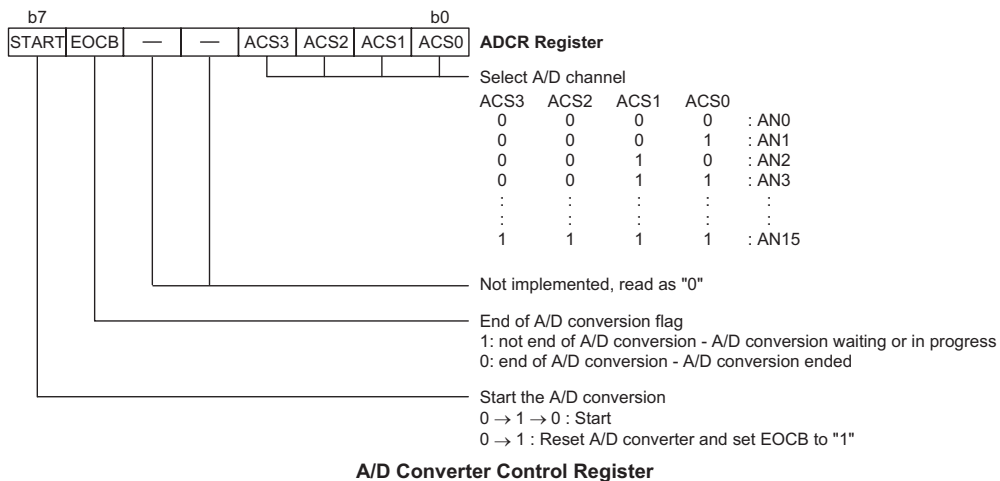 b7 b0
START EOCB — — ACS3 ACS2 ACS1 ACS0 ADCR Register
Select A/D channel
ACS3 ACS2 ACS1 ACS0
0 0 0 0 : AN0
0 0 0 1 : AN1
0 0 1 0 : AN2
0 0 1 1 : AN3
: : : : :
: : : : :
1 1 1 1 : AN15
Not implemented, read as "0"
End of A/D conversion flag
1: not end of A/D conversion - A/D conversion waiting or in progress
0: end of A/D conversion - A/D conversion ended
Start the A/D conversion
0 → 1 → 0 : Start
0 → 1 : Reset A/D converter and set EOCB to "1"
A/D Converter Control Register